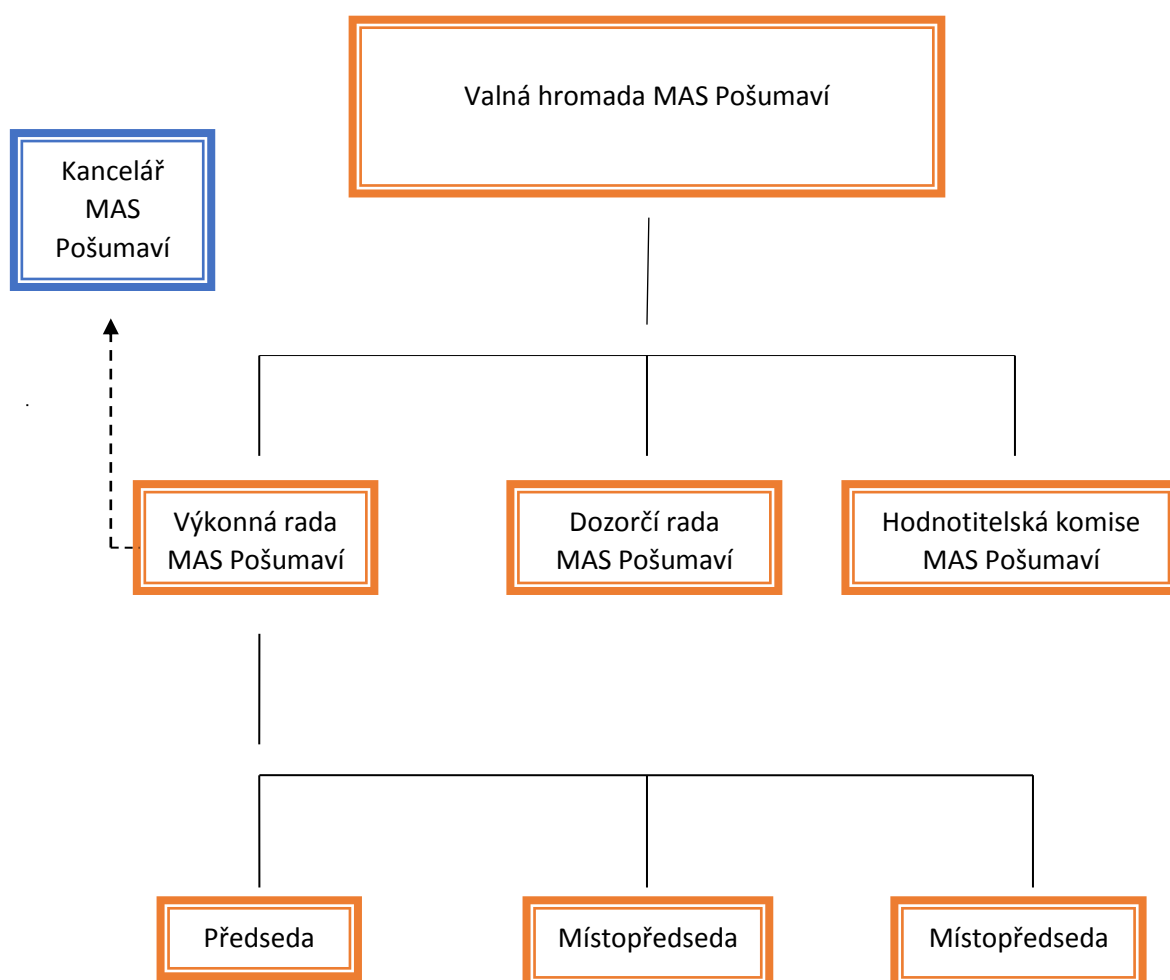 Valná hromada MAS Pošumaví
Kancelář
MAS
Pošumaví
Výkonná rada
MAS Pošumaví
Dozorčí rada
MAS Pošumaví
Hodnotitelská komise
MAS Pošumaví
Předseda
Místopředseda
Místopředseda